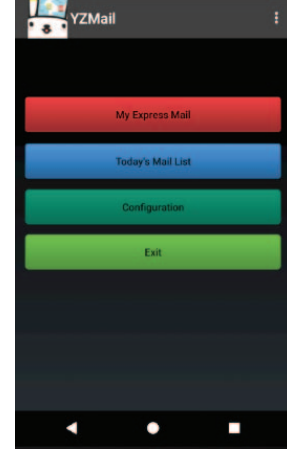 YZMail
My Express Mail
Today's Mail List
Configuration
Exit